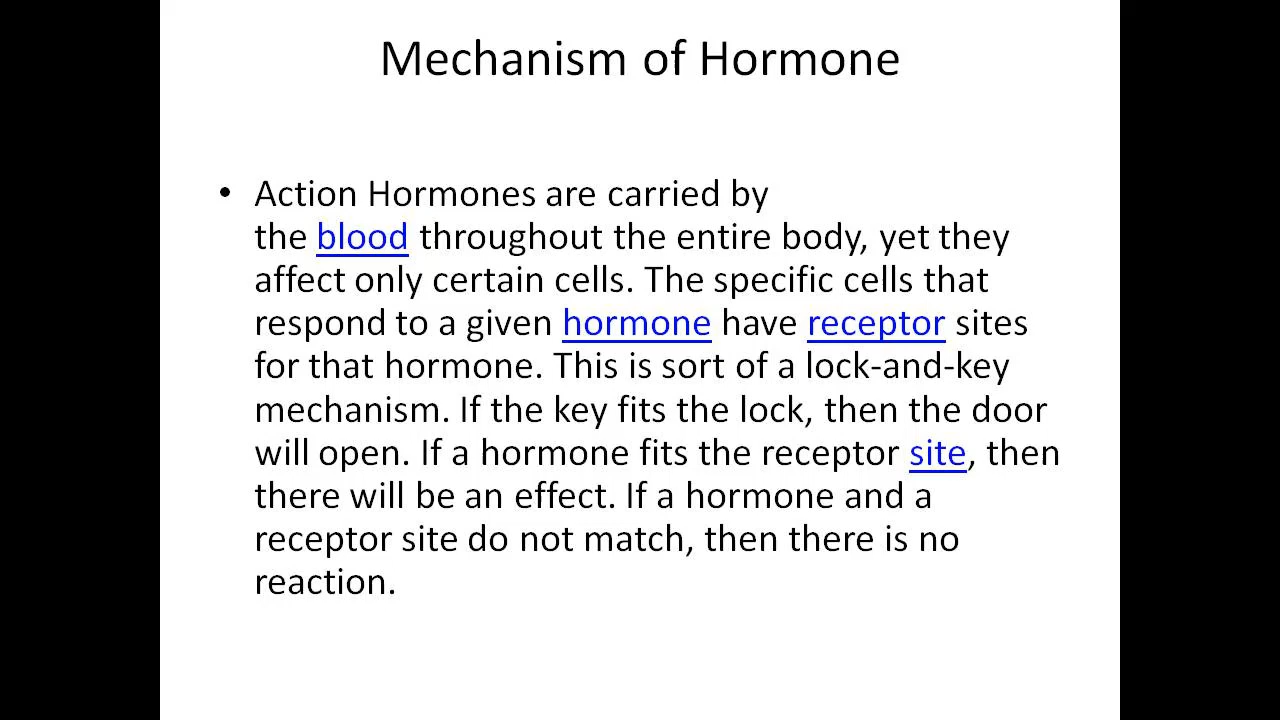 Mechanism of Hormone
• Action Hormones are carried by
the blood throughout the entire body, yet they
affect only certain cells. The specific cells that
respond to a given hormone have receptor sites
for that hormone. This is sort of a lock-and-key
mechanism. If the key fits the lock, then the door
will open. If a hormone fits the receptor site, then
there will be an effect. If a hormone and a
receptor site do not match, then there is no
reaction.